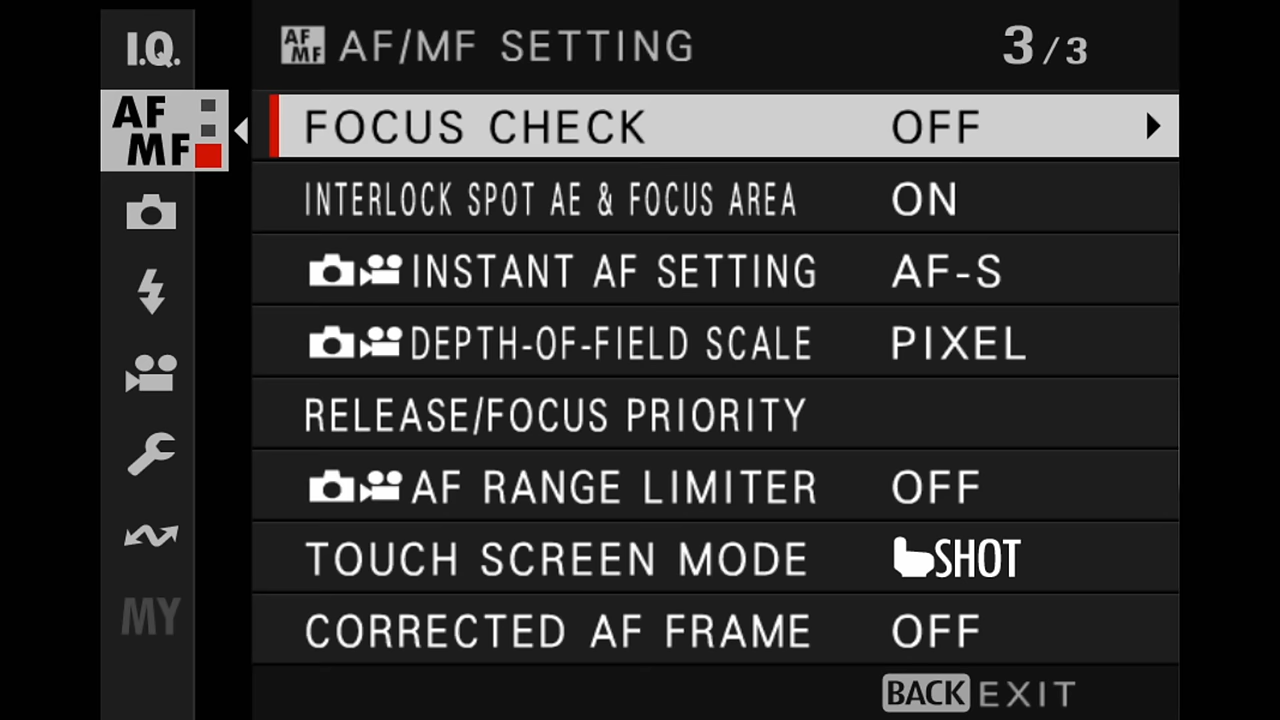 I.Q.
AF MF AF/MF SETTING 3/3
AF MF
FOCUS CHECK OFF
INTERLOCK SPOT AE & FOCUS AREA ON
INSTANT AF SETTING AF-S
DEPTH-OF-FIELD SCALE PIXEL
RELEASE/FOCUS PRIORITY
AF RANGE LIMITER OFF
TOUCH SCREEN MODE SHOT
CORRECTED AF FRAME OFF
MY
BACK EXIT